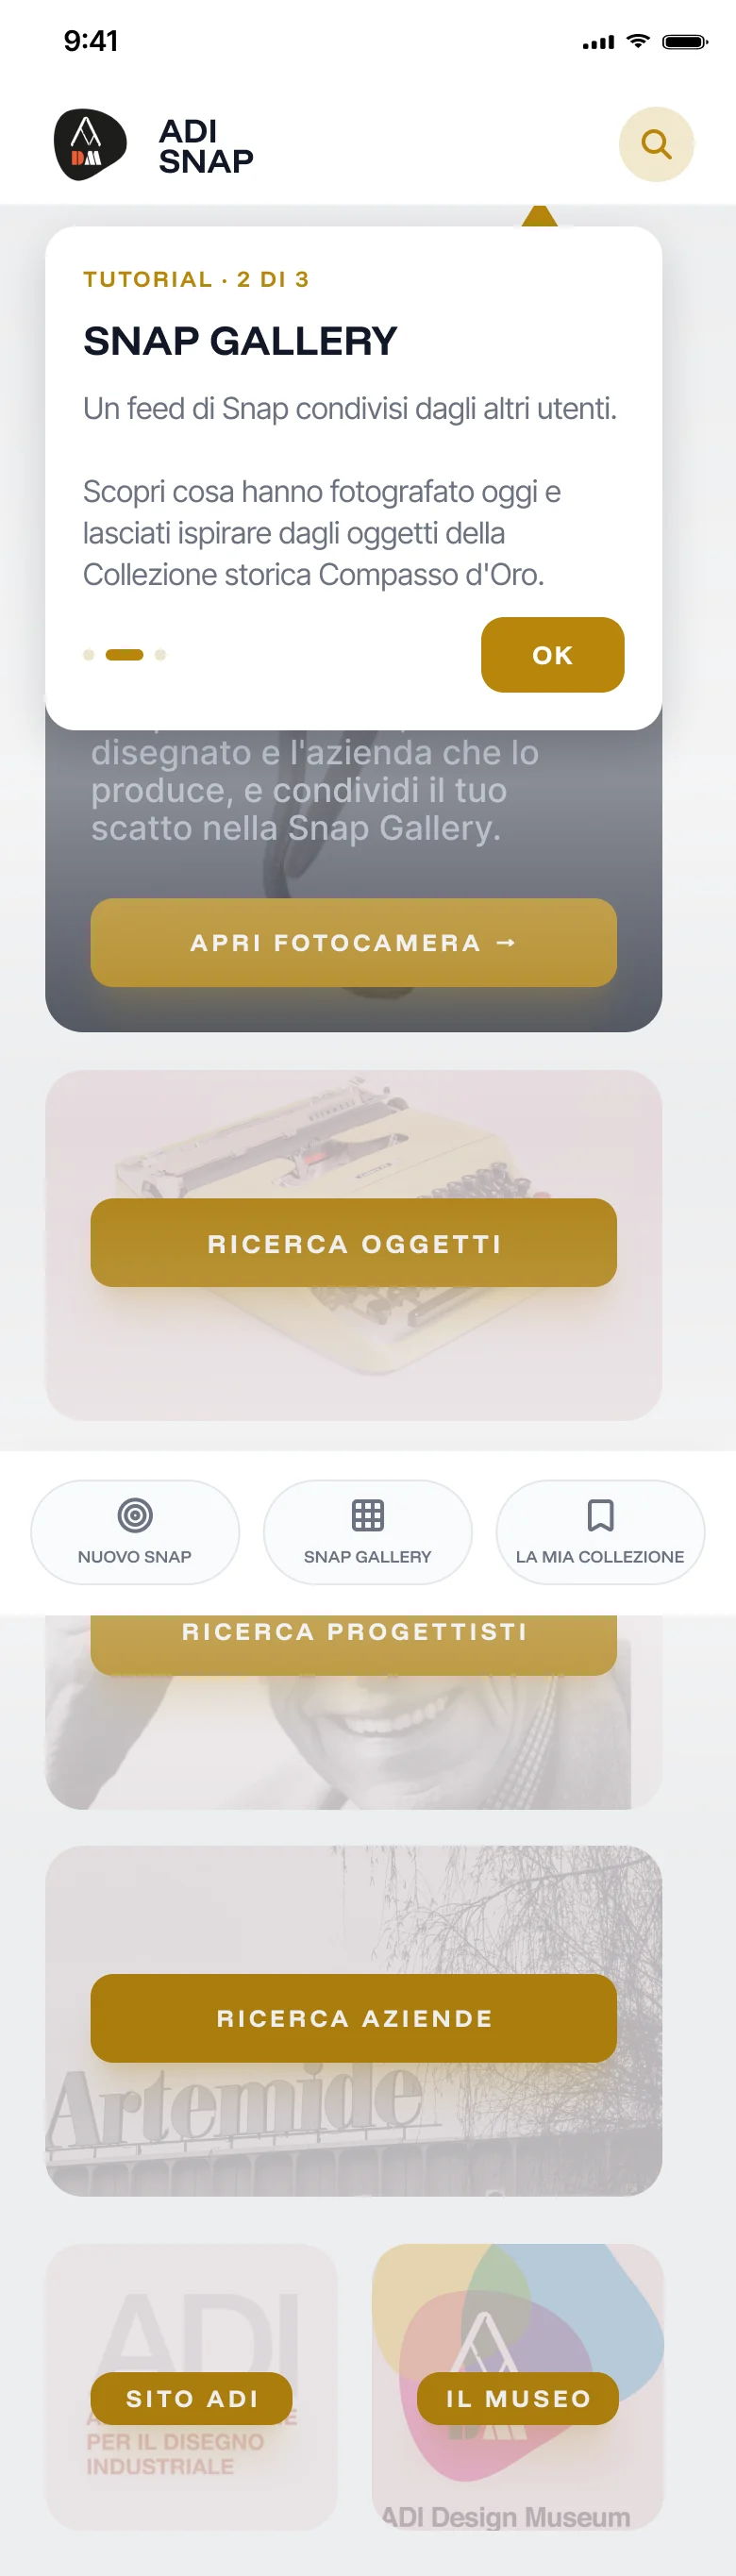 9:41
DM
ADI
SNAP
TUTORIAL · 2 DI 3
SNAP GALLERY
Un feed di Snap condivisi dagli altri utenti.
Scopri cosa hanno fotografato oggi e
lasciati ispirare dagli oggetti della
Collezione storica Compasso d'Oro.
OK
disegnato e l'azienda che lo
produce, e condividi il tuo
scatto nella Snap Gallery.
APRI FOTOCAMERA →
RICERCA OGGETTI
NUOVO SNAP
SNAP GALLERY
LA MIA COLLEZIONE
RICERCA PROGETTISTI
RICERCA AZIENDE
Artemide
ADI
SITO ADI
PER IL DISEGNO
INDUSTRIALE
IL MUSEO
ADI Design Museum